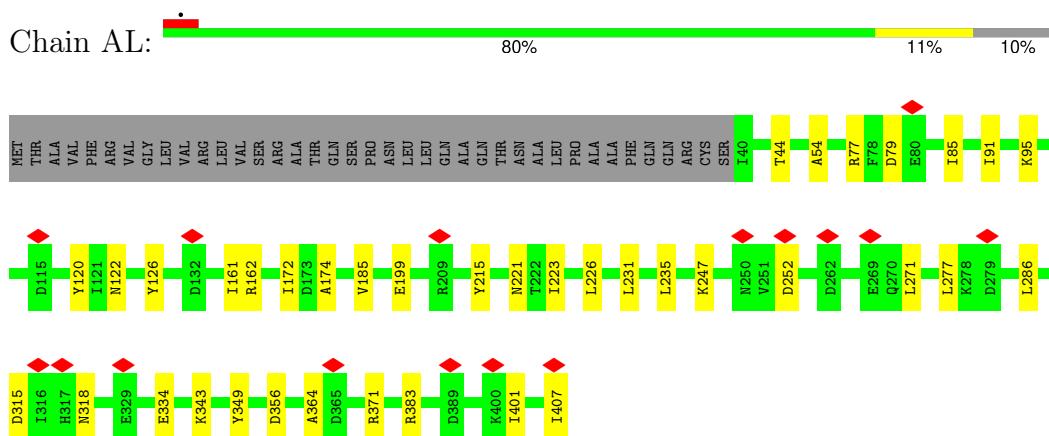 Chain AL:
•
80% 11% 10%
MET THR ALA VAL PHE ARG VAL GLY LEU VAL ARG LEU VAL SER ARG ALA THR GLN SER PRO ASN LEU LEU GLN ALA GLN THR ASN ALA LEU PRO ALA ALA PHE GLN GLN ARG CYS SER I40 T44 A54 R77 F78 D79 E80 I85 I91 K95
D115 Y120 I121 N122 Y126 D132 I161 R162 I172 D173 A174 V185 E199 R209 Y215 N221 T222 I223 L226 L231 L235 K247 N250 V251 D252 D262 E269 Q270 L271 L277 K278 D279 L286
D315 I316 H317 N318 E329 E334 K343 Y349 D356 A364 D365 R371 R383 D389 K400 I401 I407